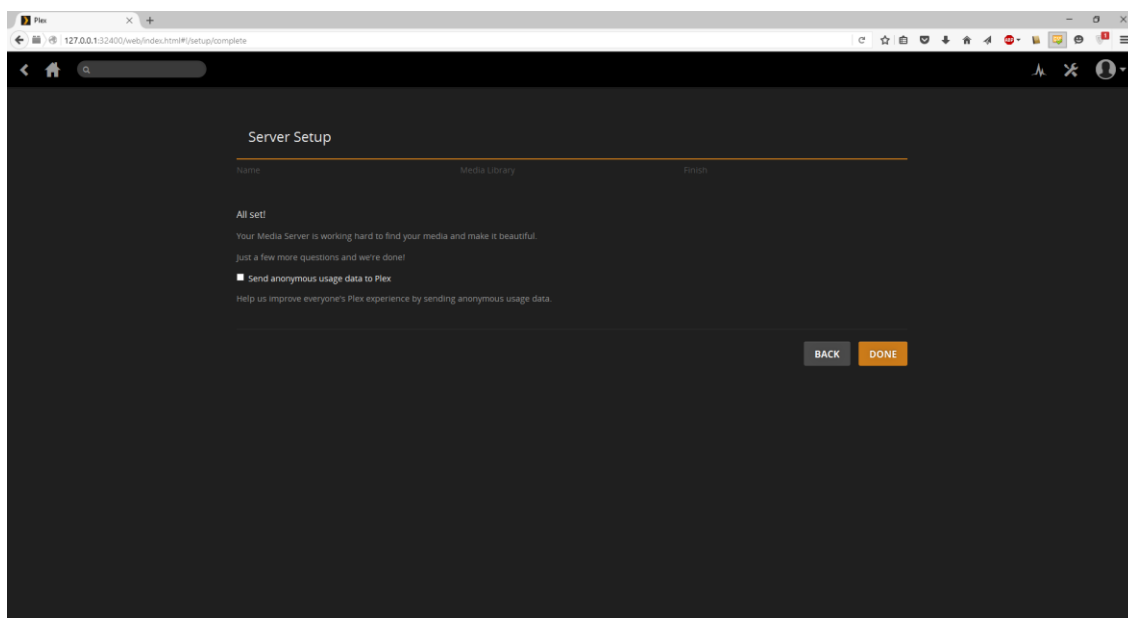 Plex
127.0.0.1:32400/web/index.html#!/setup/complete
Server Setup
Name Media Library Finish
All set!
Your Media Server is working hard to find your media and make it beautiful.
Just a few more questions and we're done!
Send anonymous usage data to Plex
Help us improve everyone's Plex experience by sending anonymous usage data.
BACK DONE